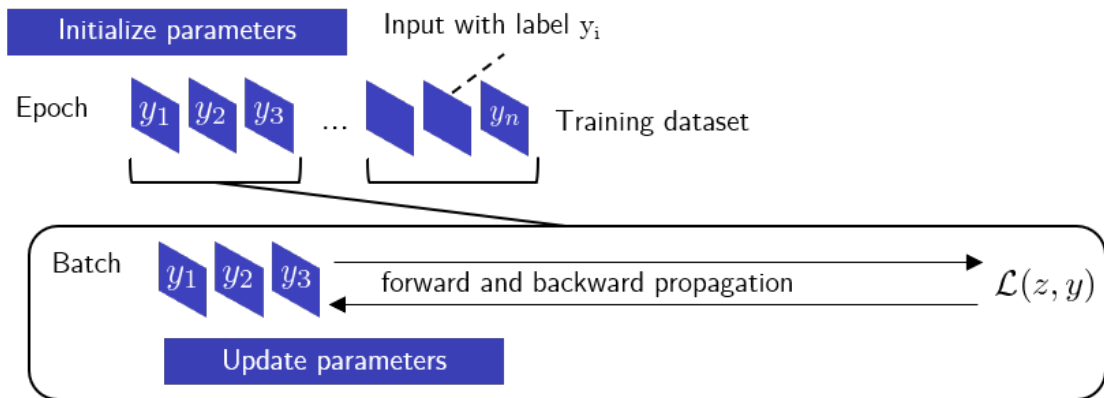 Initialize parameters
Input with label yᵢ
Epoch
y₁ y₂ y₃ ... yₙ
Training dataset
Batch
y₁ y₂ y₃
forward and backward propagation
ℒ(z, y)
Update parameters